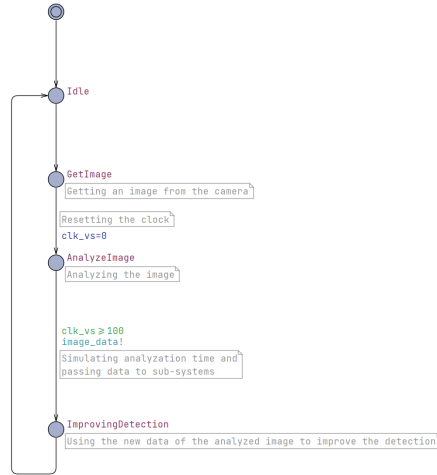 Idle
GetImage
Getting an image from the camera
Resetting the clock
clk_vs=0
AnalyzeImage
Analyzing the image
clk_vs≥100
image_data!
Simulating analyzation time and
passing data to sub-systems
ImprovingDetection
Using the new data of the analyzed image to improve the detection